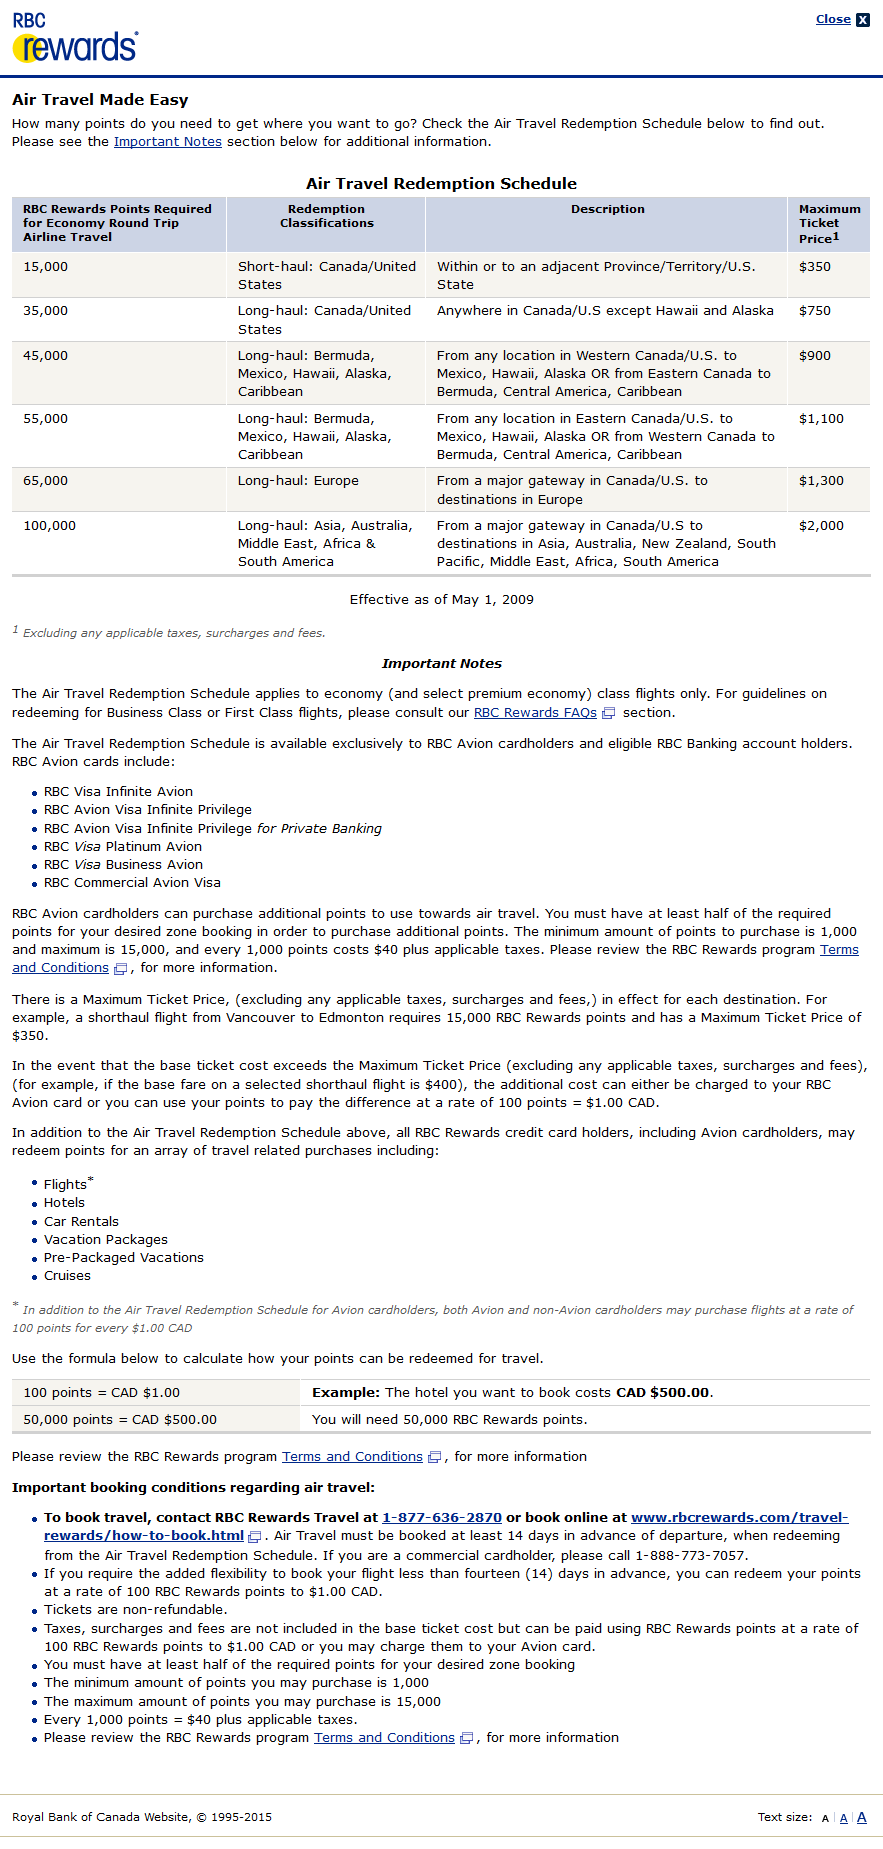 RBC
rewards®
Close X
Air Travel Made Easy
How many points do you need to get where you want to go? Check the Air Travel Redemption Schedule below to find out.
Please see the Important Notes section below for additional information.
Air Travel Redemption Schedule
RBC Rewards Points Required
for Economy Round Trip
Airline Travel
Redemption
Classifications
Description
Maximum
Ticket
Price1
15,000
Short-haul: Canada/United
States
Within or to an adjacent Province/Territory/U.S.
State
$350
35,000
Long-haul: Canada/United
States
Anywhere in Canada/U.S except Hawaii and Alaska
$750
45,000
Long-haul: Bermuda,
Mexico, Hawaii, Alaska,
Caribbean
From any location in Western Canada/U.S. to
Mexico, Hawaii, Alaska OR from Eastern Canada to
Bermuda, Central America, Caribbean
$900
55,000
Long-haul: Bermuda,
Mexico, Hawaii, Alaska,
Caribbean
From any location in Eastern Canada/U.S. to
Mexico, Hawaii, Alaska OR from Western Canada to
Bermuda, Central America, Caribbean
$1,100
65,000
Long-haul: Europe
From a major gateway in Canada/U.S. to
destinations in Europe
$1,300
100,000
Long-haul: Asia, Australia,
Middle East, Africa &
South America
From a major gateway in Canada/U.S to
destinations in Asia, Australia, New Zealand, South
Pacific, Middle East, Africa, South America
$2,000
Effective as of May 1, 2009
1 Excluding any applicable taxes, surcharges and fees.
Important Notes
The Air Travel Redemption Schedule applies to economy (and select premium economy) class flights only. For guidelines on
redeeming for Business Class or First Class flights, please consult our RBC Rewards FAQs section.
The Air Travel Redemption Schedule is available exclusively to RBC Avion cardholders and eligible RBC Banking account holders.
RBC Avion cards include:
• RBC Visa Infinite Avion
• RBC Avion Visa Infinite Privilege
• RBC Avion Visa Infinite Privilege for Private Banking
• RBC Visa Platinum Avion
• RBC Visa Business Avion
• RBC Commercial Avion Visa
RBC Avion cardholders can purchase additional points to use towards air travel. You must have at least half of the required
points for your desired zone booking in order to purchase additional points. The minimum amount of points to purchase is 1,000
and maximum is 15,000, and every 1,000 points costs $40 plus applicable taxes. Please review the RBC Rewards program Terms
and Conditions , for more information.
There is a Maximum Ticket Price, (excluding any applicable taxes, surcharges and fees,) in effect for each destination. For
example, a shorthaul flight from Vancouver to Edmonton requires 15,000 RBC Rewards points and has a Maximum Ticket Price of
$350.
In the event that the base ticket cost exceeds the Maximum Ticket Price (excluding any applicable taxes, surcharges and fees),
(for example, if the base fare on a selected shorthaul flight is $400), the additional cost can either be charged to your RBC
Avion card or you can use your points to pay the difference at a rate of 100 points = $1.00 CAD.
In addition to the Air Travel Redemption Schedule above, all RBC Rewards credit card holders, including Avion cardholders, may
redeem points for an array of travel related purchases including:
• Flights*
• Hotels
• Car Rentals
• Vacation Packages
• Pre-Packaged Vacations
• Cruises
* In addition to the Air Travel Redemption Schedule for Avion cardholders, both Avion and non-Avion cardholders may purchase flights at a rate of
100 points for every $1.00 CAD
Use the formula below to calculate how your points can be redeemed for travel.
100 points = CAD $1.00
Example: The hotel you want to book costs CAD $500.00.
50,000 points = CAD $500.00
You will need 50,000 RBC Rewards points.
Please review the RBC Rewards program Terms and Conditions , for more information
Important booking conditions regarding air travel:
• To book travel, contact RBC Rewards Travel at 1-877-636-2870 or book online at www.rbcrewards.com/travel-
rewards/how-to-book.html . Air Travel must be booked at least 14 days in advance of departure, when redeeming
from the Air Travel Redemption Schedule. If you are a commercial cardholder, please call 1-888-773-7057.
• If you require the added flexibility to book your flight less than fourteen (14) days in advance, you can redeem your points
at a rate of 100 RBC Rewards points to $1.00 CAD.
• Tickets are non-refundable.
• Taxes, surcharges and fees are not included in the base ticket cost but can be paid using RBC Rewards points at a rate of
100 RBC Rewards points to $1.00 CAD or you may charge them to your Avion card.
• You must have at least half of the required points for your desired zone booking
• The minimum amount of points you may purchase is 1,000
• The maximum amount of points you may purchase is 15,000
• Every 1,000 points = $40 plus applicable taxes.
• Please review the RBC Rewards program Terms and Conditions , for more information
Royal Bank of Canada Website, © 1995-2015
Text size: A | A | A